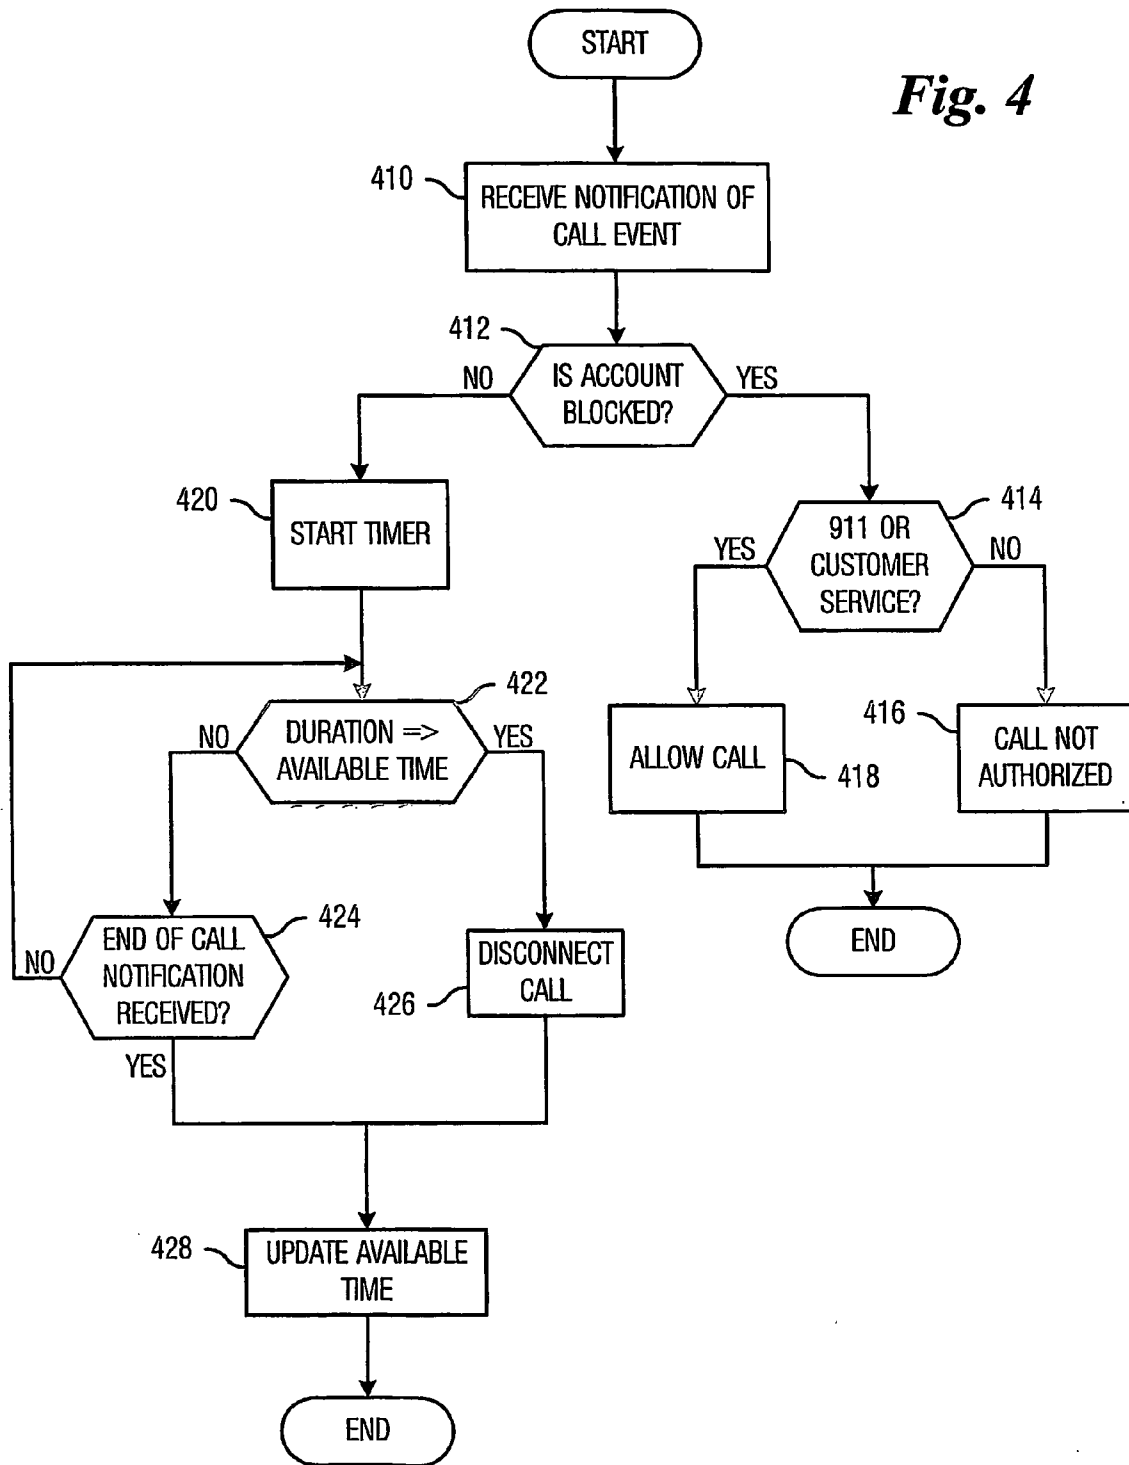 START
Fig. 4
410
RECEIVE NOTIFICATION OF
CALL EVENT
412
NO
IS ACCOUNT
BLOCKED?
YES
420
START TIMER
414
YES
911 OR
CUSTOMER
SERVICE?
NO
422
NO
DURATION =>
AVAILABLE TIME
YES
ALLOW CALL
418
416
CALL NOT
AUTHORIZED
424
NO
END OF CALL
NOTIFICATION
RECEIVED?
YES
DISCONNECT
CALL
426
END
428
UPDATE AVAILABLE
TIME
END